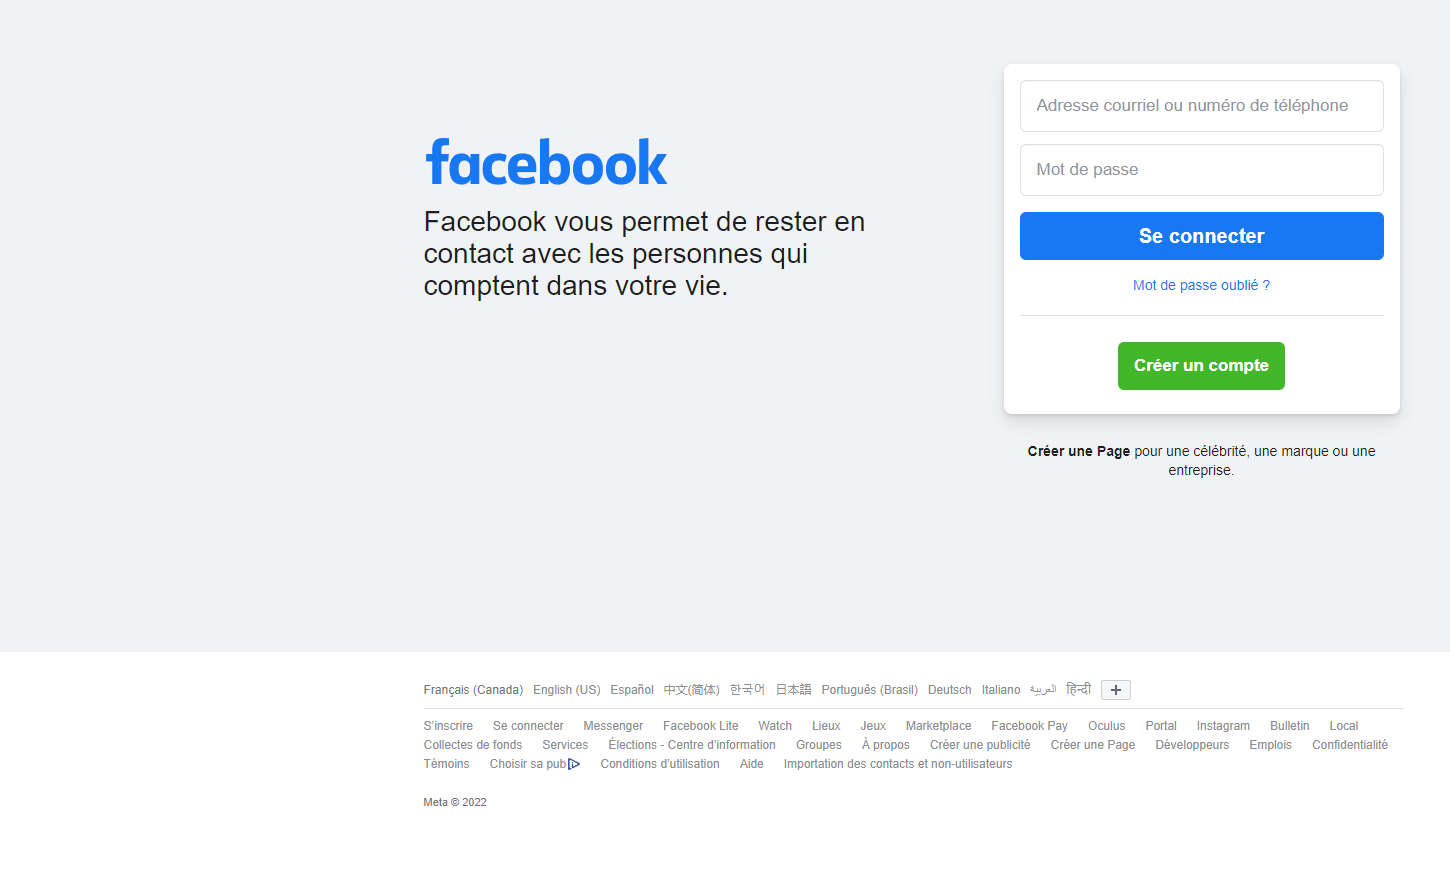 facebook
Facebook vous permet de rester en
contact avec les personnes qui
comptent dans votre vie.
Adresse courriel ou numéro de téléphone
Mot de passe
Se connecter
Mot de passe oublié ?
Créer un compte
Créer une Page pour une célébrité, une marque ou une
entreprise.
Français (Canada) English (US) Español 中文(简体) 한국어 日本語 Português (Brasil) Deutsch Italiano العربية हिन्दी
S’inscrire Se connecter Messenger Facebook Lite Watch Lieux Jeux Marketplace Facebook Pay Oculus Portal Instagram Bulletin Local
Collectes de fonds Services Élections - Centre d’information Groupes À propos Créer une publicité Créer une Page Développeurs Emplois Confidentialité
Témoins Choisir sa pub Conditions d’utilisation Aide Importation des contacts et non-utilisateurs
Meta © 2022